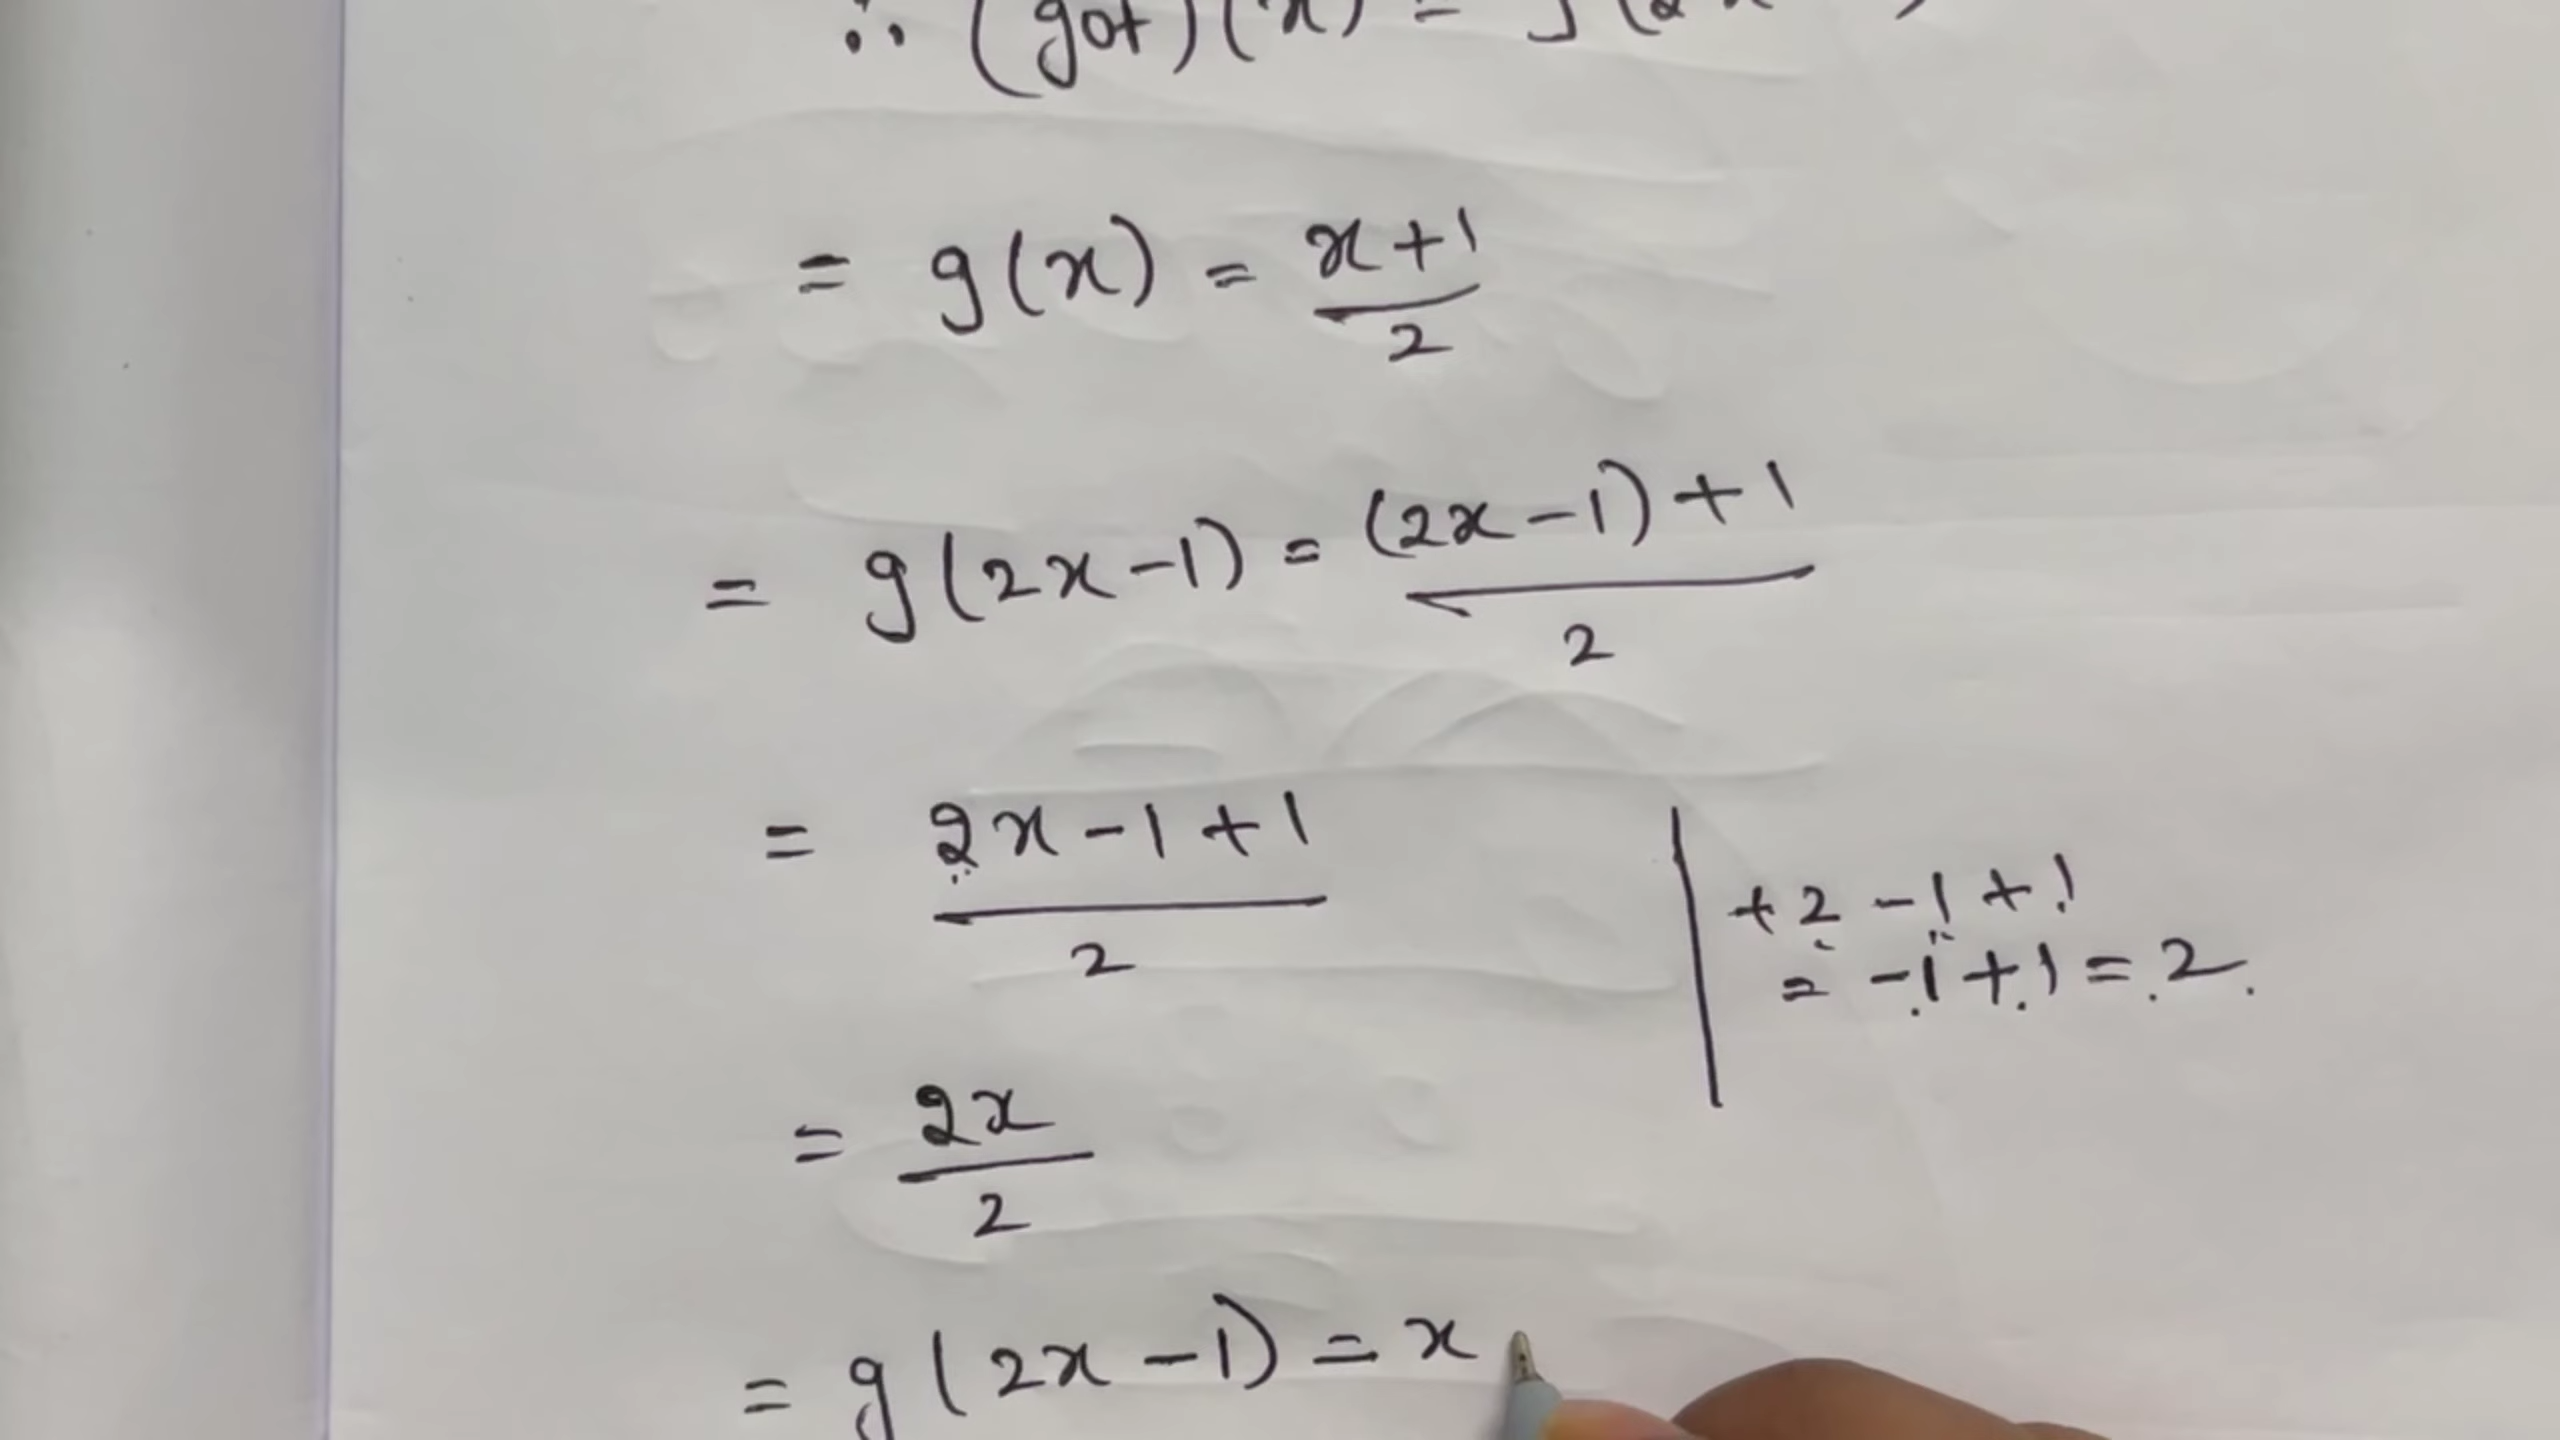 ∴ (gof)(x) =
= g(x) = x+1/2
= g(2x-1) = (2x-1)+1/2
= 2x-1+1/2
+2-1+1
= -1+1 = 2.
= 2x/2
= g(2x-1) = x